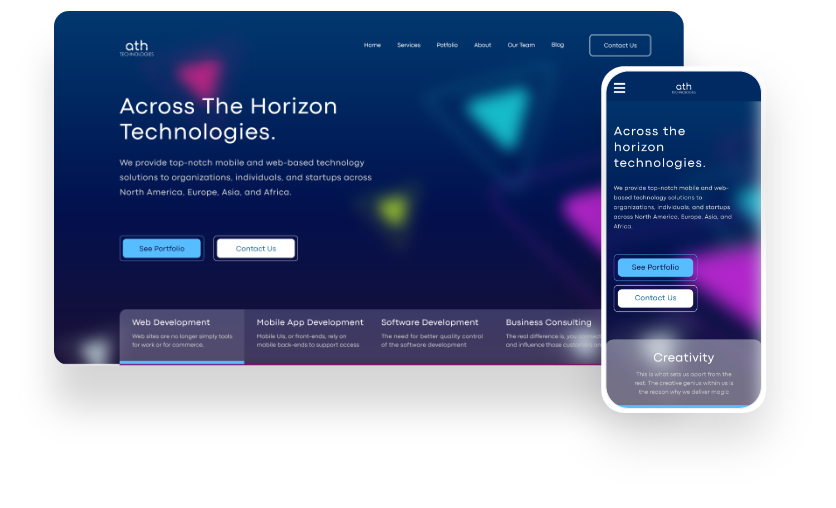 ath
TECHNOLOGIES
Home Services Potfolio About Our Team Blog Contact Us
Across The Horizon
Technologies.
We provide top-notch mobile and web-based technology
solutions to organizations, individuals, and startups across
North America, Europe, Asia, and Africa.
See Portfolio Contact Us
Web Development
Web sites are no longer simply tools
for work or for commerce.
Mobile App Development
Mobile UIs, or front-ends, rely on
mobile back-ends to support access
Software Development
The need for better quality control
of the software development
Business Consulting
The real difference is, you
and influence those
ath
TECHNOLOGIES
Across the
horizon
technologies.
We provide top-notch mobile and web-
based technology solutions to
organizations, individuals, and startups
across North America, Europe, Asia, and
Africa.
See Portfolio
Contact Us
Creativity
This is what sets us apart from the
rest. The creative genius within us is
the reason why we deliver magic